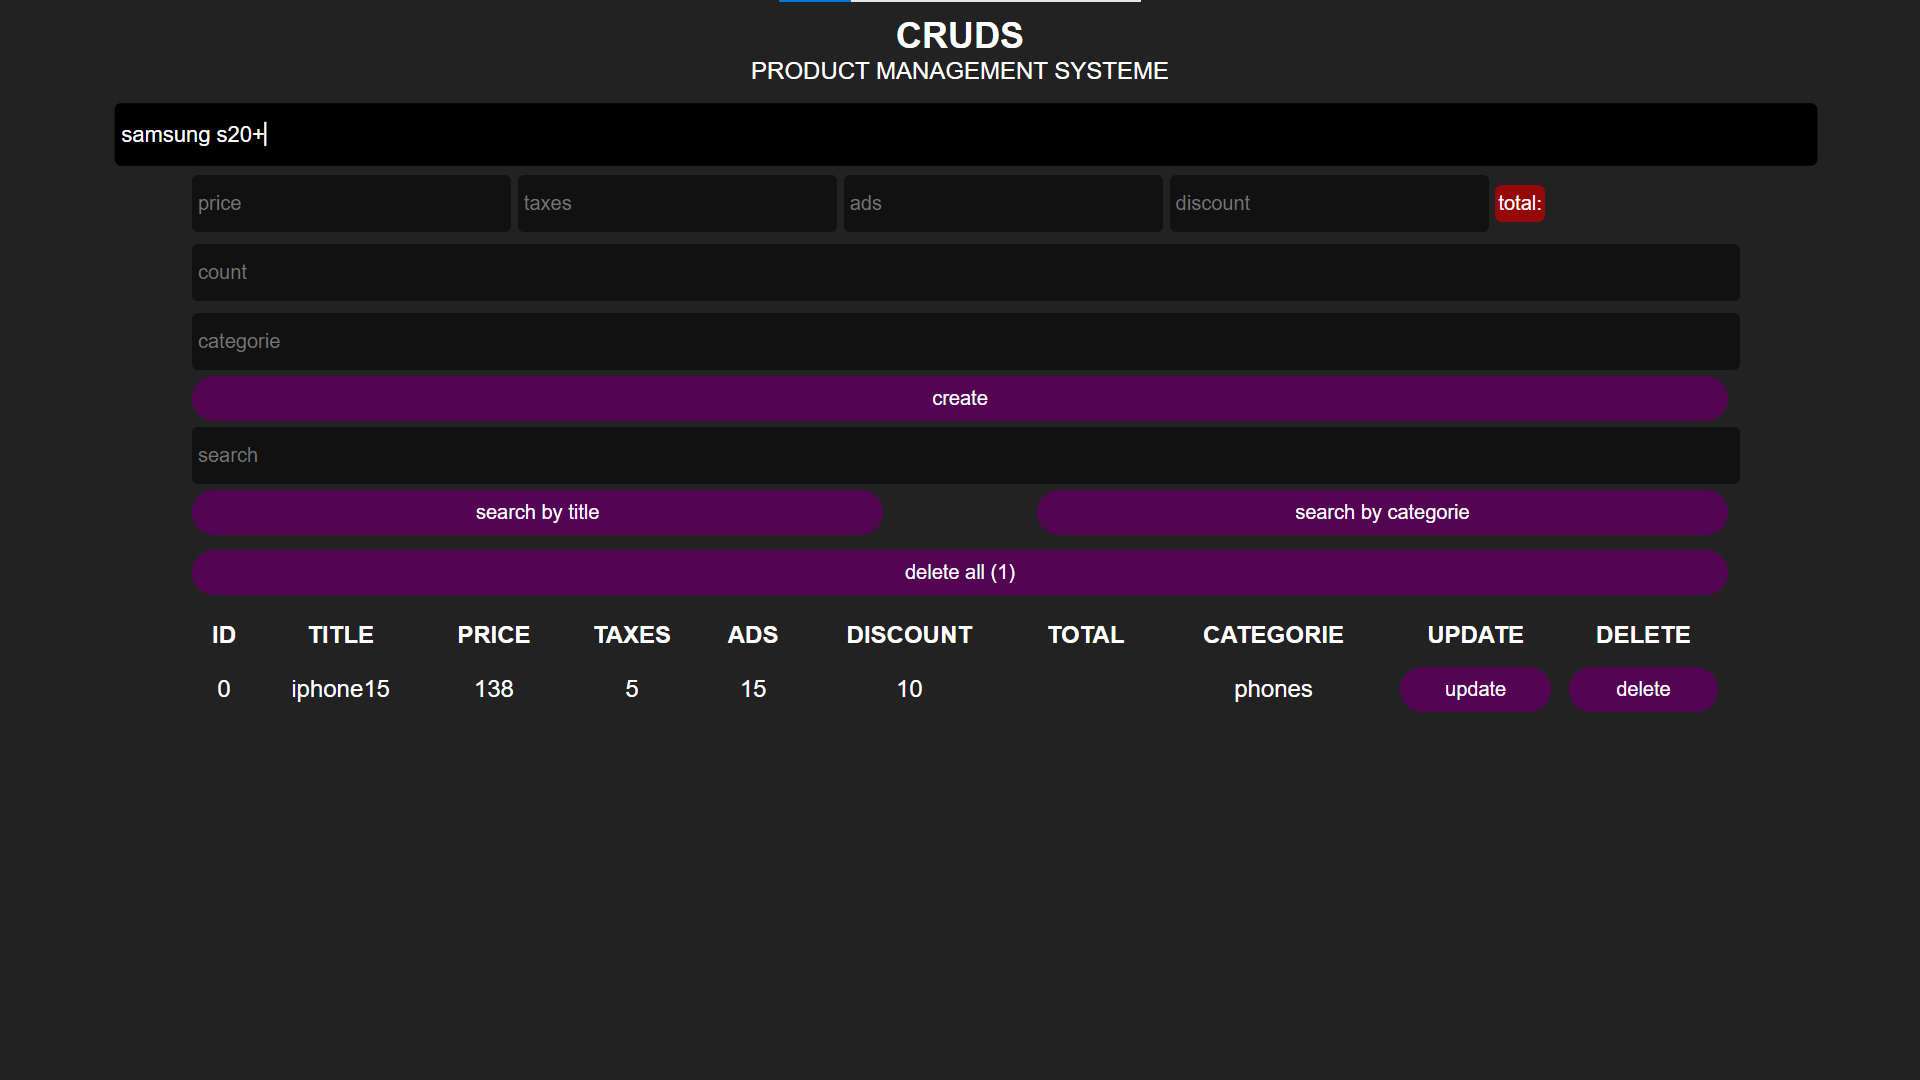 CRUDS
PRODUCT MANAGEMENT SYSTEME
samsung s20+
price taxes ads discount total:
count
categorie
create
search
search by title search by categorie
delete all (1)
ID TITLE PRICE TAXES ADS DISCOUNT TOTAL CATEGORIE UPDATE DELETE
0 iphone15 138 5 15 10 phones update delete